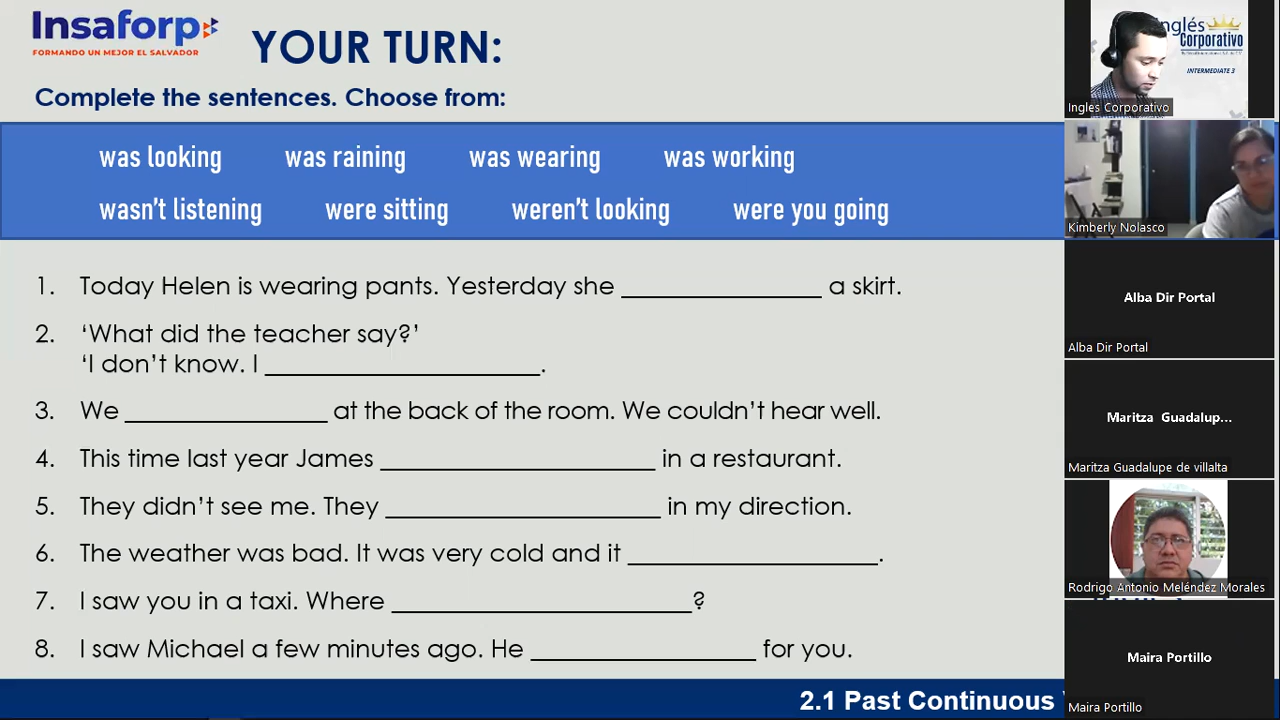 Insaforp
FORMANDO UN MEJOR EL SALVADOR
YOUR TURN:
Complete the sentences. Choose from:
was looking was raining was wearing was working
wasn't listening were sitting weren't looking were you going
1. Today Helen is wearing pants. Yesterday she ______________ a skirt.
2. ‘What did the teacher say?’
‘I don’t know. I ___________________.
3. We ______________ at the back of the room. We couldn’t hear well.
4. This time last year James ___________________ in a restaurant.
5. They didn’t see me. They ___________________ in my direction.
6. The weather was bad. It was very cold and it _________________.
7. I saw you in a taxi. Where _____________________?
8. I saw Michael a few minutes ago. He ________________ for you.
2.1 Past Continuous
Inglés
Corporativo
INTERMEDIATE 3
Ingles Corporativo
Kimberly Nolasco
Alba Dir Portal
Alba Dir Portal
Maritza Guadalup...
Maritza Guadalupe de villalta
Rodrigo Antonio Meléndez Morales
Maira Portillo
Maira Portillo